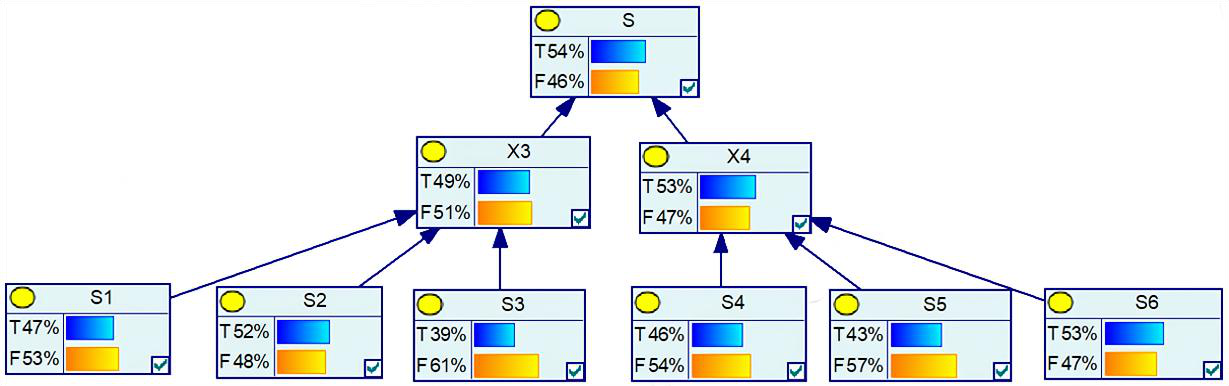 S
T54%
F46%
X3
T49%
F51%
X4
T53%
F47%
S1
T47%
F53%
S2
T52%
F48%
S3
T39%
F61%
S4
T46%
F54%
S5
T43%
F57%
S6
T53%
F47%